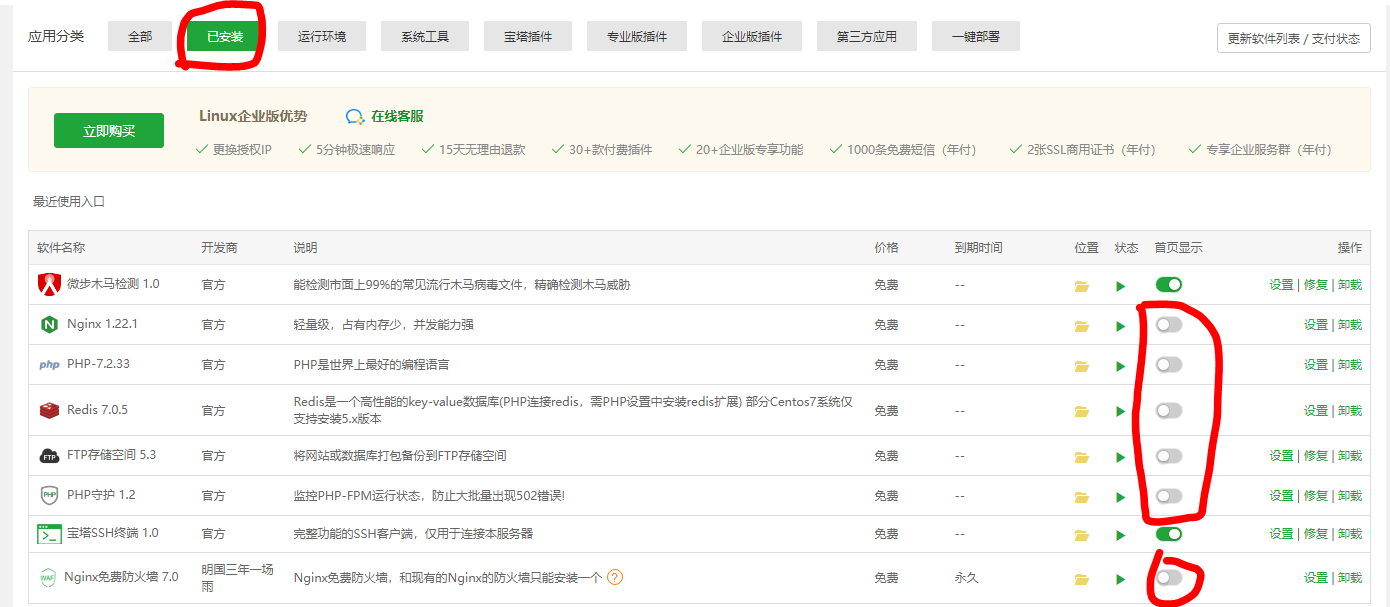 应用分类 全部 已安装 运行环境 系统工具 宝塔插件 专业版插件 企业版插件 第三方应用 一键部署 更新软件列表 / 支付状态
立即购买 Linux企业版优势 在线客服
更换授权IP 5分钟极速响应 15天无理由退款 30+款付费插件 20+企业版专享功能 1000条免费短信（年付） 2张SSL商用证书（年付） 专享企业服务群（年付）
最近使用入口
软件名称 开发商 说明 价格 到期时间 位置 状态 首页显示 操作
微步木马检测 1.0 官方 能检测市面上99%的常见流行木马病毒文件，精确检测木马威胁 免费 -- 设置 | 修复 | 卸载
N Nginx 1.22.1 官方 轻量级，占有内存少，并发能力强 免费 -- 设置 | 卸载
php PHP-7.2.33 官方 PHP是世界上最好的编程语言 免费 -- 设置 | 卸载
Redis 7.0.5 官方 Redis是一个高性能的key-value数据库(PHP连接redis，需PHP设置中安装redis扩展) 部分Centos7系统仅 免费 -- 设置 | 卸载
支持安装5.x版本
FTP FTP存储空间 5.3 官方 将网站或数据库打包备份到FTP存储空间 免费 -- 设置 | 修复 | 卸载
PHP PHP守护 1.2 官方 监控PHP-FPM运行状态，防止大批量出现502错误! 免费 -- 设置 | 修复 | 卸载
宝塔SSH终端 1.0 官方 完整功能的SSH客户端，仅用于连接本服务器 免费 -- 设置 | 修复 | 卸载
WAF Nginx免费防火墙 7.0 明国三年一场 Nginx免费防火墙，和现有的Nginx的防火墙只能安装一个 ? 免费 永久 设置 | 卸载
雨